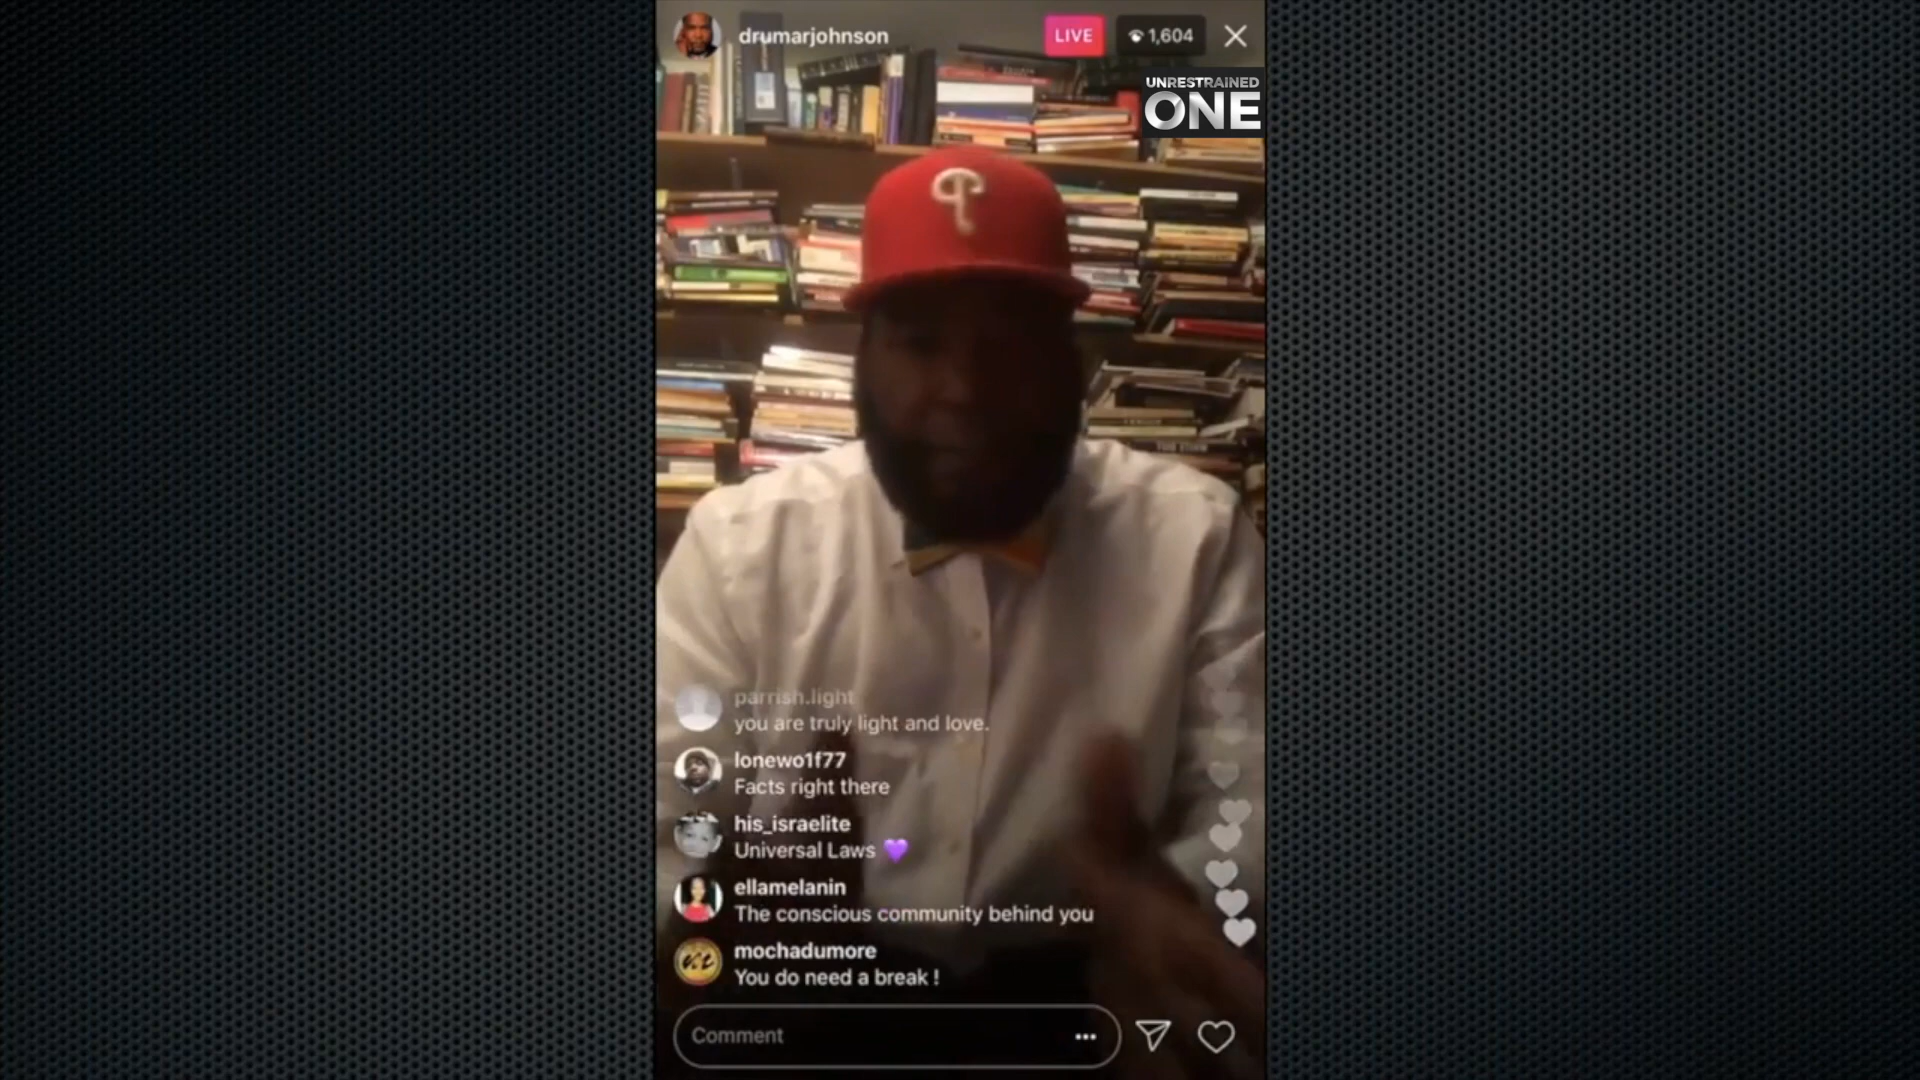 drumarjohnson
LIVE
1,604
UNRESTRAINED
ONE
P
parrish.light
you are truly light and love.
lonewo1f77
Facts right there
his_israelite
Universal Laws 💜
ellamelanin
The conscious community behind you
mochadumore
You do need a break !
Comment